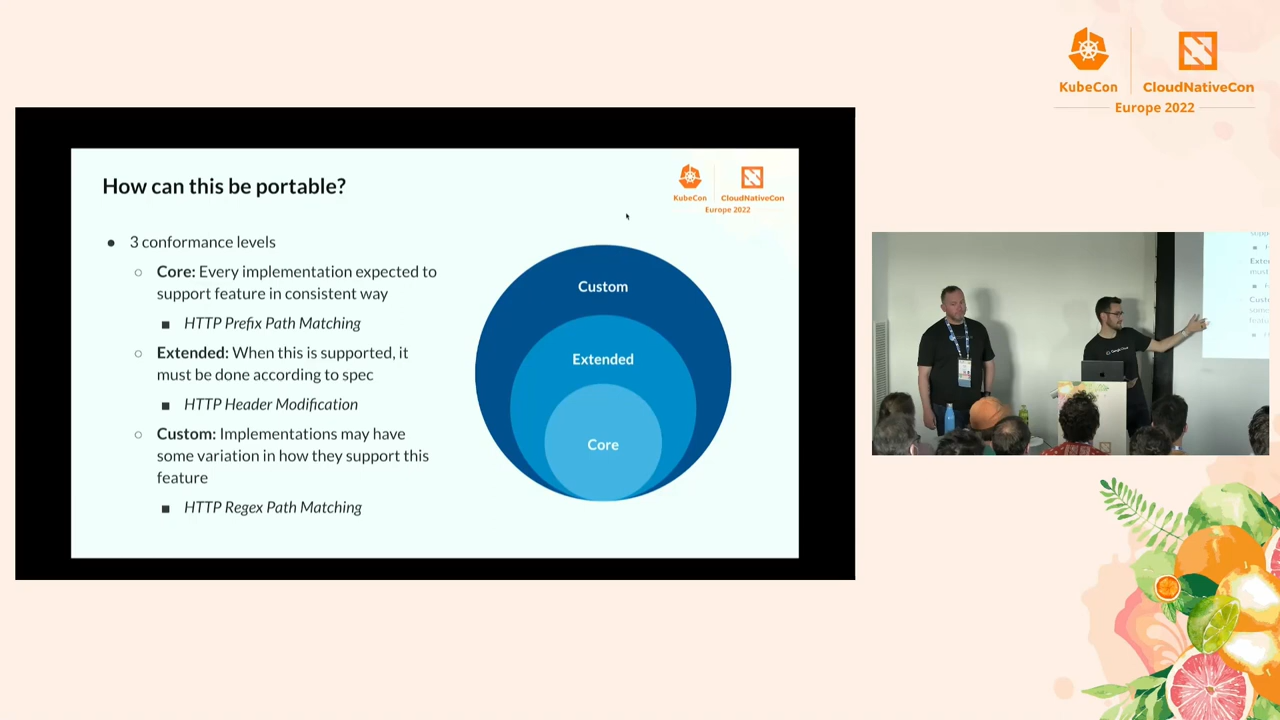 KubeCon
CloudNativeCon
Europe 2022
How can this be portable?
KubeCon
CloudNativeCon
Europe 2022
● 3 conformance levels
○ Core: Every implementation expected to
support feature in consistent way
■ HTTP Prefix Path Matching
○ Extended: When this is supported, it
must be done according to spec
■ HTTP Header Modification
○ Custom: Implementations may have
some variation in how they support this
feature
■ HTTP Regex Path Matching
Custom
Extended
Core
Google Cloud